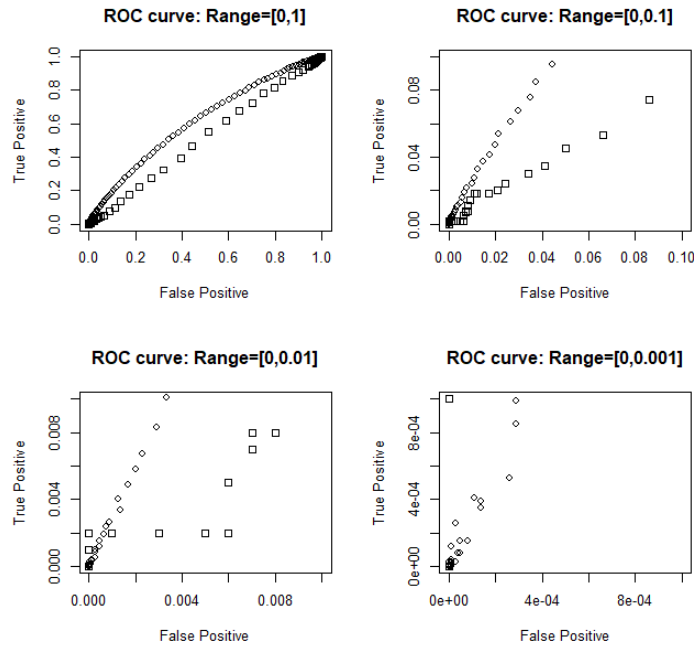 ROC curve: Range=[0,1]
True Positive
0.0 0.2 0.4 0.6 0.8 1.0
0.0 0.2 0.4 0.6 0.8 1.0
False Positive
ROC curve: Range=[0,0.1]
True Positive
0.00 0.04 0.08
0.00 0.02 0.04 0.06 0.08 0.10
False Positive
ROC curve: Range=[0,0.01]
True Positive
0.000 0.004 0.008
0.000 0.004 0.008
False Positive
ROC curve: Range=[0,0.001]
True Positive
0e+00 4e-04 8e-04
0e+00 4e-04 8e-04
False Positive